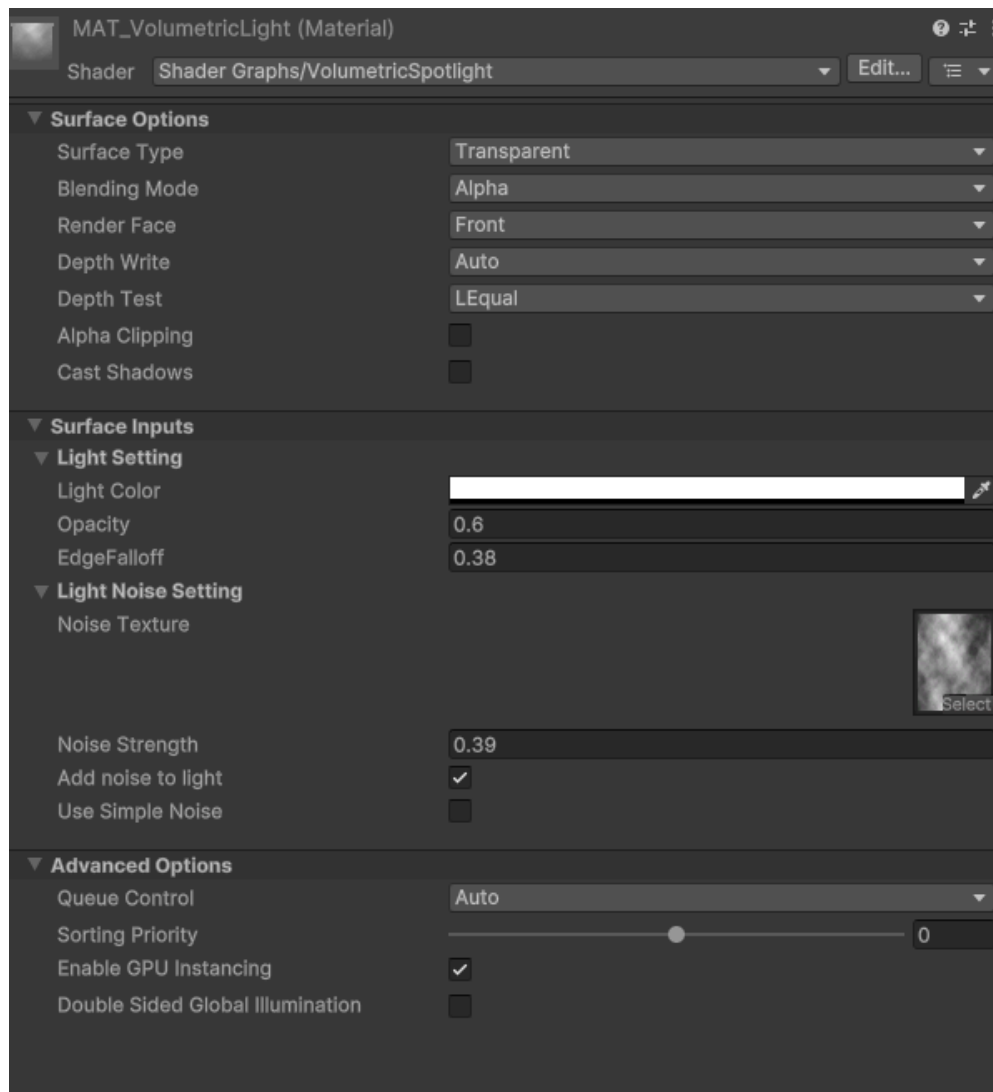 MAT_VolumetricLight (Material)
Shader Shader Graphs/VolumetricSpotlight Edit...
Surface Options
Surface Type Transparent
Blending Mode Alpha
Render Face Front
Depth Write Auto
Depth Test LEqual
Alpha Clipping
Cast Shadows
Surface Inputs
Light Setting
Light Color
Opacity 0.6
EdgeFalloff 0.38
Light Noise Setting
Noise Texture
Select
Noise Strength 0.39
Add noise to light
Use Simple Noise
Advanced Options
Queue Control Auto
Sorting Priority 0
Enable GPU Instancing
Double Sided Global Illumination